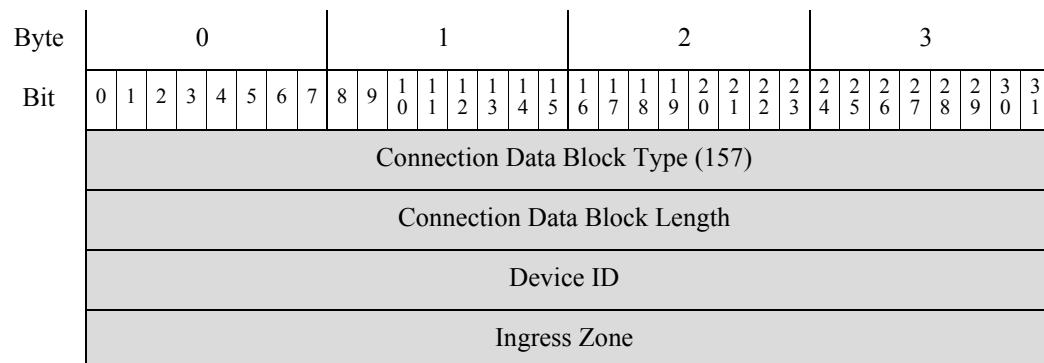 Byte 0 1 2 3
Bit 0 1 2 3 4 5 6 7 8 9 10 11 12 13 14 15 16 17 18 19 20 21 22 23 24 25 26 27 28 29 30 31
Connection Data Block Type (157)
Connection Data Block Length
Device ID
Ingress Zone